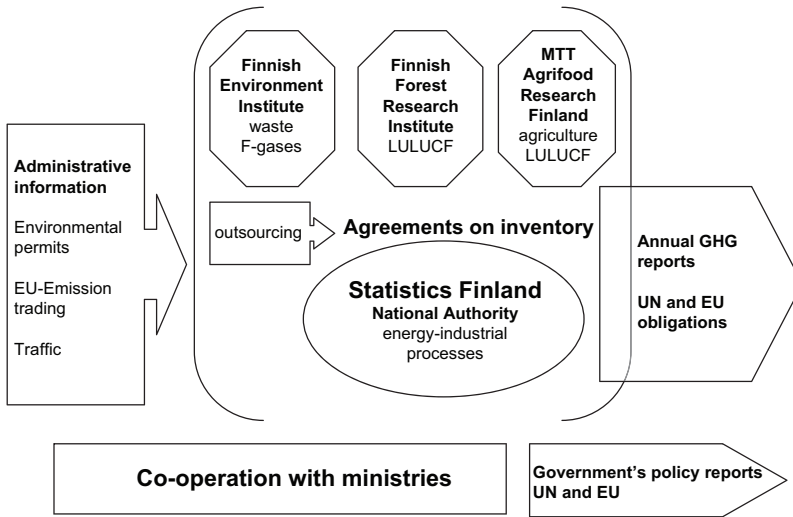 Finnish
Environment
Institute
waste
F-gases
Finnish
Forest
Research
Institute
LULUCF
MTT
Agrifood
Research
Finland
agriculture
LULUCF
Administrative
information
Environmental
permits
EU-Emission
trading
Traffic
outsourcing
Agreements on inventory
Statistics Finland
National Authority
energy-industrial
processes
Annual GHG
reports
UN and EU
obligations
Co-operation with ministries
Government’s policy reports
UN and EU